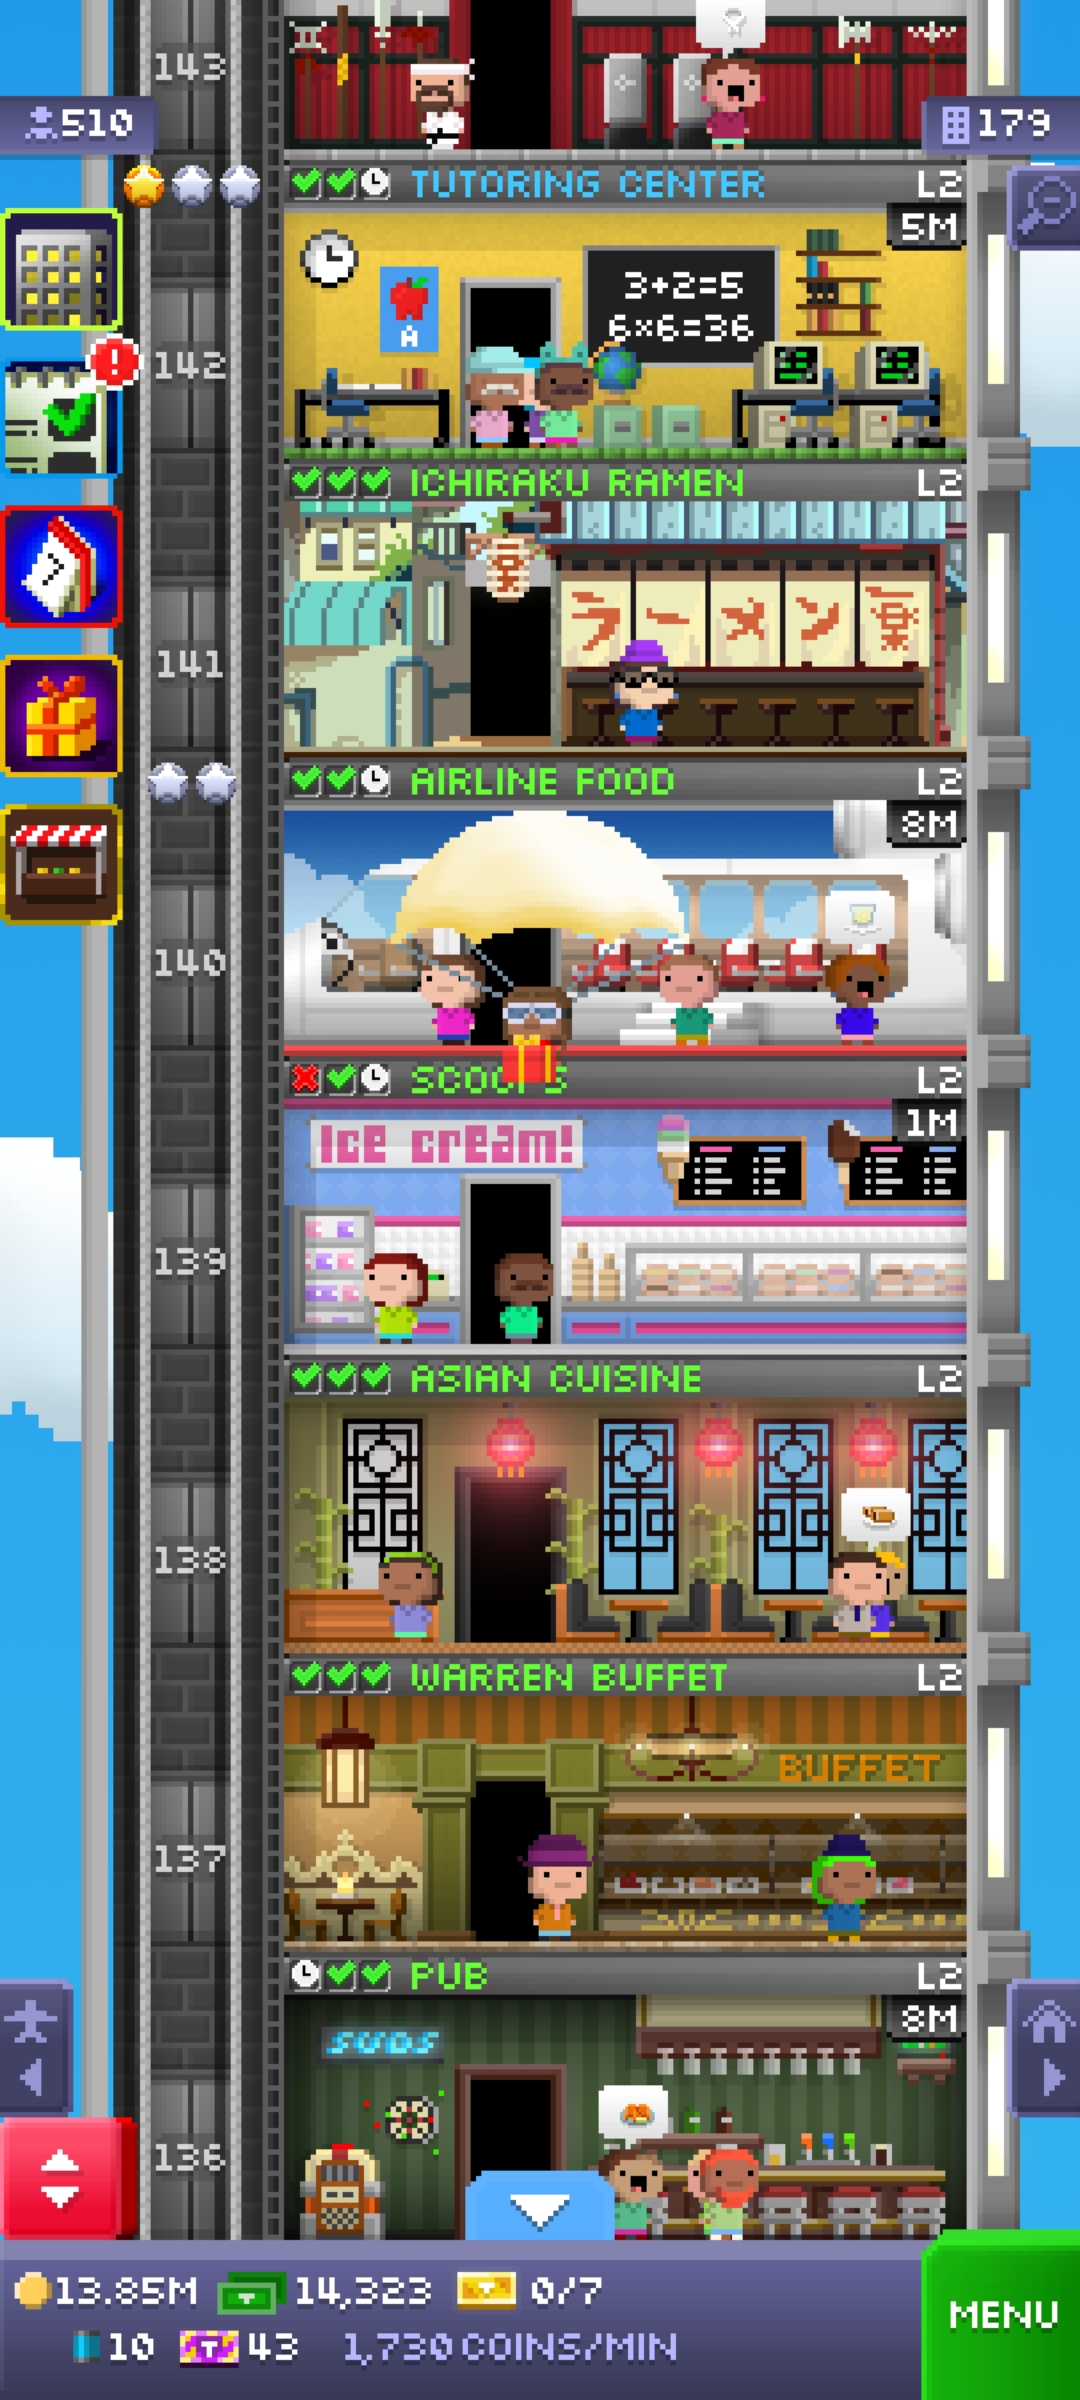 143
510
179
TUTORING CENTER L2
5M
3+2=5
6×6=36
A
142
ICHIRAKU RAMEN L2
ラーメン
141
AIRLINE FOOD L2
8M
140
L2
1M
Ice cream!
139
ASIAN CUISINE L2
138
WARREN BUFFET L2
BUFFET
137
PUB L2
8M
SUDS
136
13.85M 14,323 0/7
10 T 43 1,730 COINS/MIN
MENU